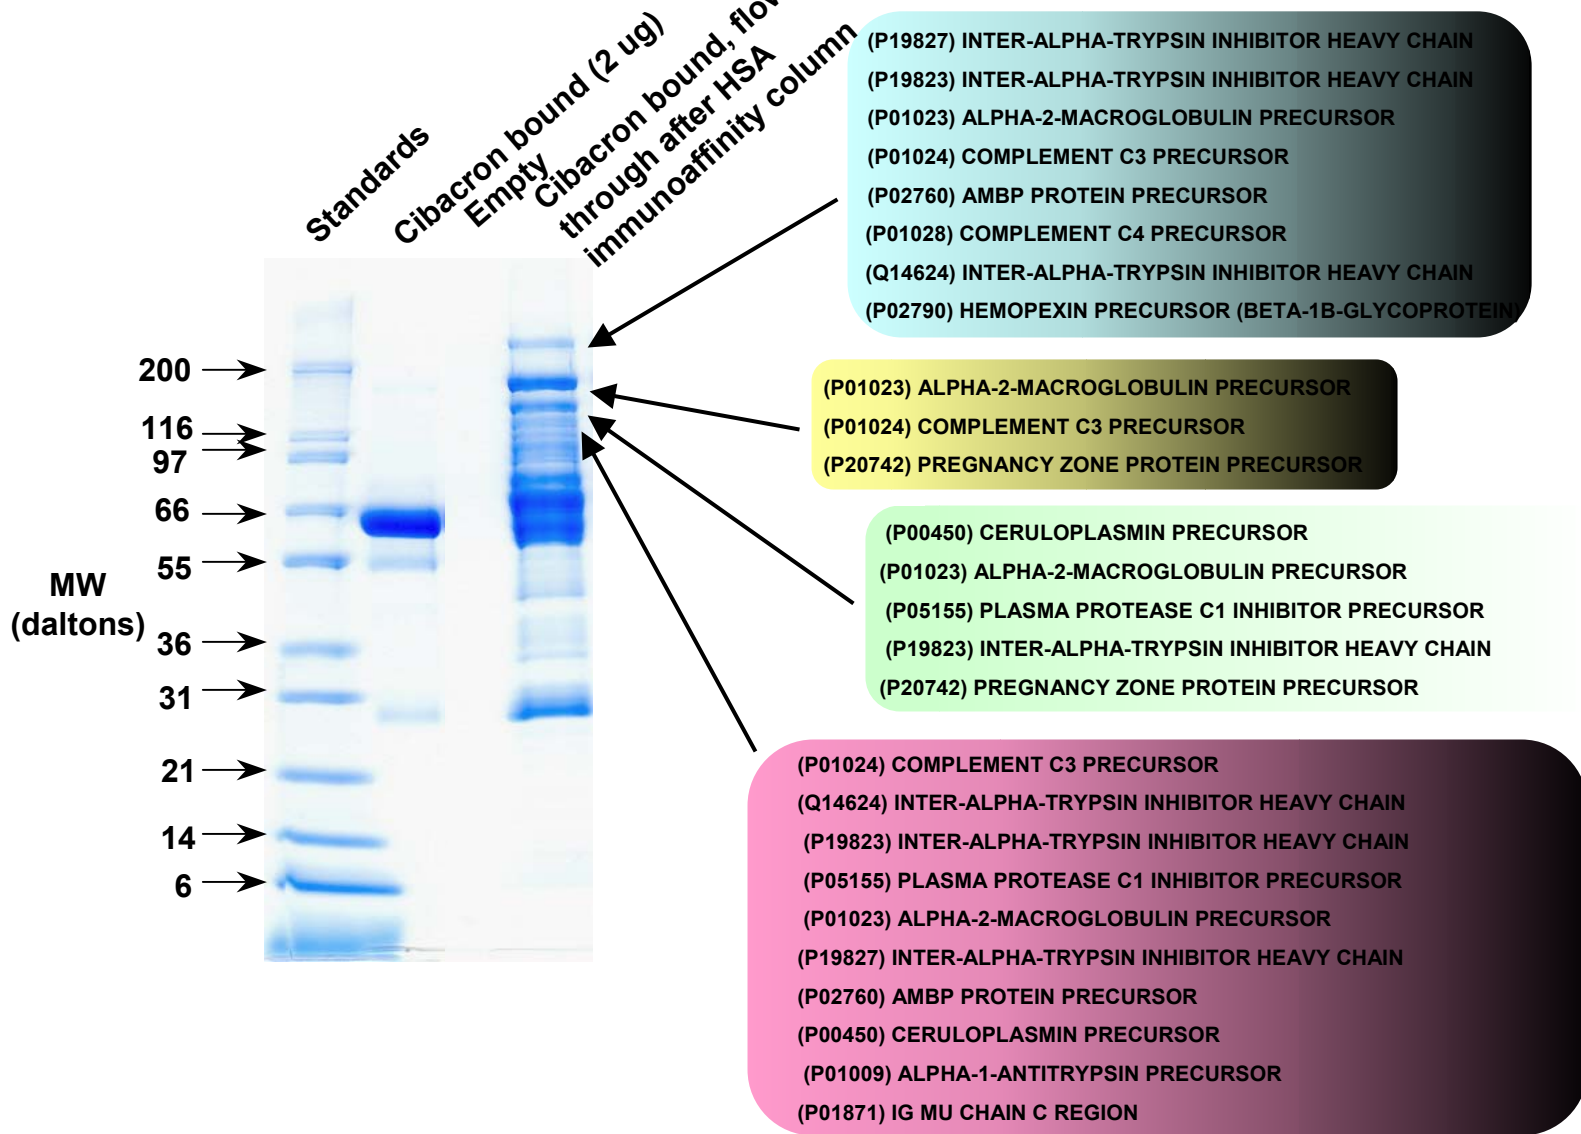 Standards
Cibacron bound (2 ug)
Empty
Cibacron bound, flow
through after HSA
immunoaffinity column
200
116
97
66
55
36
31
21
14
6
MW
(daltons)
(P19827) INTER-ALPHA-TRYPSIN INHIBITOR HEAVY CHAIN
(P19823) INTER-ALPHA-TRYPSIN INHIBITOR HEAVY CHAIN
(P01023) ALPHA-2-MACROGLOBULIN PRECURSOR
(P01024) COMPLEMENT C3 PRECURSOR
(P02760) AMBP PROTEIN PRECURSOR
(P01028) COMPLEMENT C4 PRECURSOR
(Q14624) INTER-ALPHA-TRYPSIN INHIBITOR HEAVY CHAIN
(P02790) HEMOPEXIN PRECURSOR (BETA-1B-GLYCOPROTEIN)
(P01023) ALPHA-2-MACROGLOBULIN PRECURSOR
(P01024) COMPLEMENT C3 PRECURSOR
(P20742) PREGNANCY ZONE PROTEIN PRECURSOR
(P00450) CERULOPLASMIN PRECURSOR
(P01023) ALPHA-2-MACROGLOBULIN PRECURSOR
(P05155) PLASMA PROTEASE C1 INHIBITOR PRECURSOR
(P19823) INTER-ALPHA-TRYPSIN INHIBITOR HEAVY CHAIN
(P20742) PREGNANCY ZONE PROTEIN PRECURSOR
(P01024) COMPLEMENT C3 PRECURSOR
(Q14624) INTER-ALPHA-TRYPSIN INHIBITOR HEAVY CHAIN
(P19823) INTER-ALPHA-TRYPSIN INHIBITOR HEAVY CHAIN
(P05155) PLASMA PROTEASE C1 INHIBITOR PRECURSOR
(P01023) ALPHA-2-MACROGLOBULIN PRECURSOR
(P19827) INTER-ALPHA-TRYPSIN INHIBITOR HEAVY CHAIN
(P02760) AMBP PROTEIN PRECURSOR
(P00450) CERULOPLASMIN PRECURSOR
(P01009) ALPHA-1-ANTITRYPSIN PRECURSOR
(P01871) IG MU CHAIN C REGION